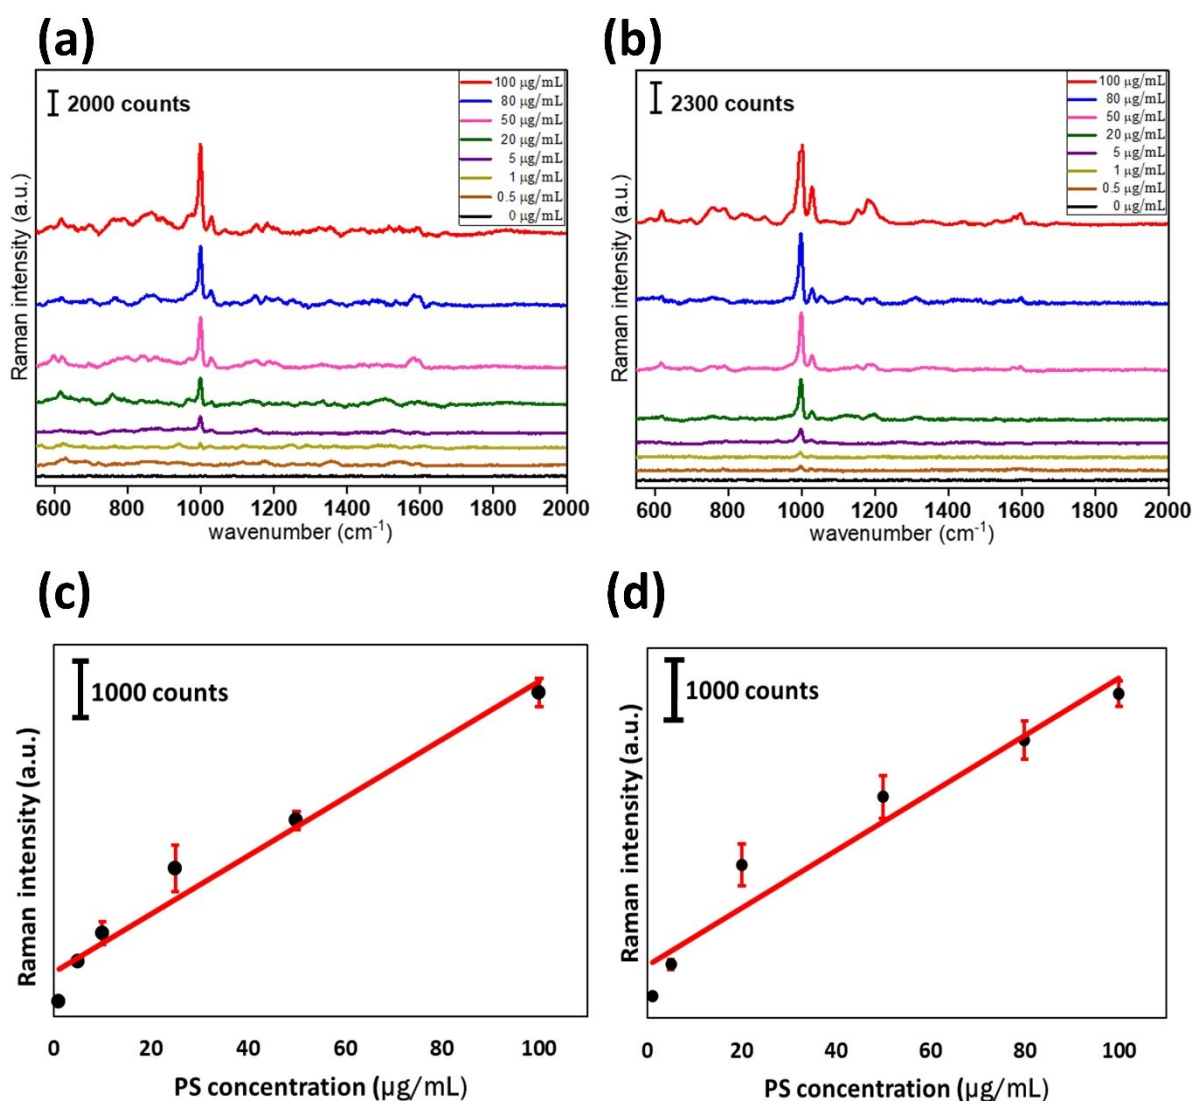 (a)
2000 counts
100 μg/mL
80 μg/mL
50 μg/mL
20 μg/mL
5 μg/mL
1 μg/mL
0.5 μg/mL
0 μg/mL
Raman intensity (a.u.)
600 800 1000 1200 1400 1600 1800 2000
wavenumber (cm⁻¹)
(b)
2300 counts
100 μg/mL
80 μg/mL
50 μg/mL
20 μg/mL
5 μg/mL
1 μg/mL
0.5 μg/mL
0 μg/mL
Raman intensity (a.u.)
600 800 1000 1200 1400 1600 1800 2000
wavenumber (cm⁻¹)
(c)
1000 counts
Raman intensity (a.u.)
0 20 40 60 80 100
PS concentration (μg/mL)
(d)
1000 counts
Raman intensity (a.u.)
0 20 40 60 80 100
PS concentration (μg/mL)